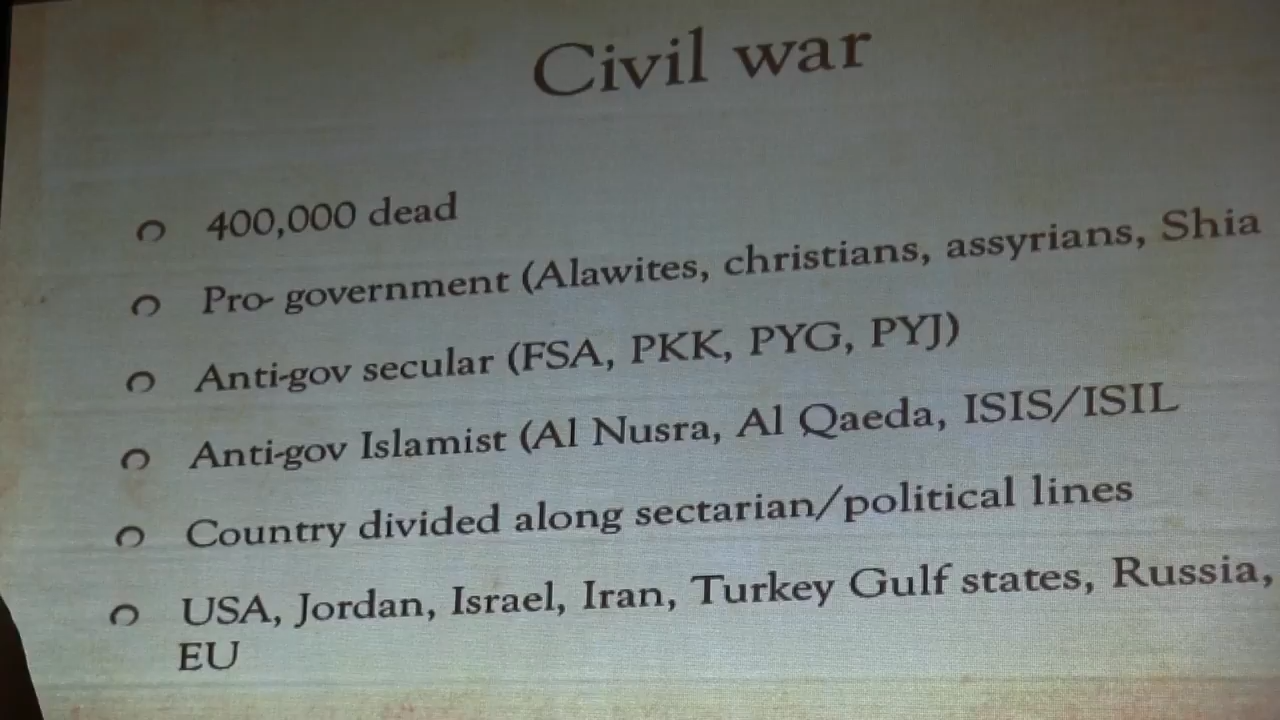 Civil war
400,000 dead
Pro- government (Alawites, christians, assyrians, Shia
Anti-gov secular (FSA, PKK, PYG, PYJ)
Anti-gov Islamist (Al Nusra, Al Qaeda, ISIS/ISIL
Country divided along sectarian/political lines
USA, Jordan, Israel, Iran, Turkey Gulf states, Russia,
EU